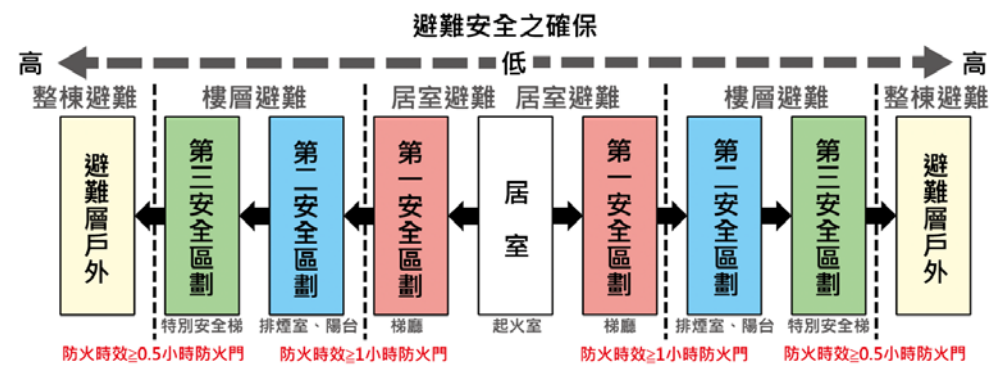 避難安全之確保
高 低 高
整棟避難 樓層避難 居室避難 居室避難 樓層避難 整棟避難
避難層戶外
第三安全區劃
第二安全區劃
第一安全區劃
居室
第一安全區劃
第二安全區劃
第三安全區劃
避難層戶外
特別安全梯 排煙室、陽台 梯廳 起火室 梯廳 排煙室、陽台 特別安全梯
防火時效≧0.5小時防火門 防火時效≧1小時防火門 防火時效≧1小時防火門 防火時效≧0.5小時防火門